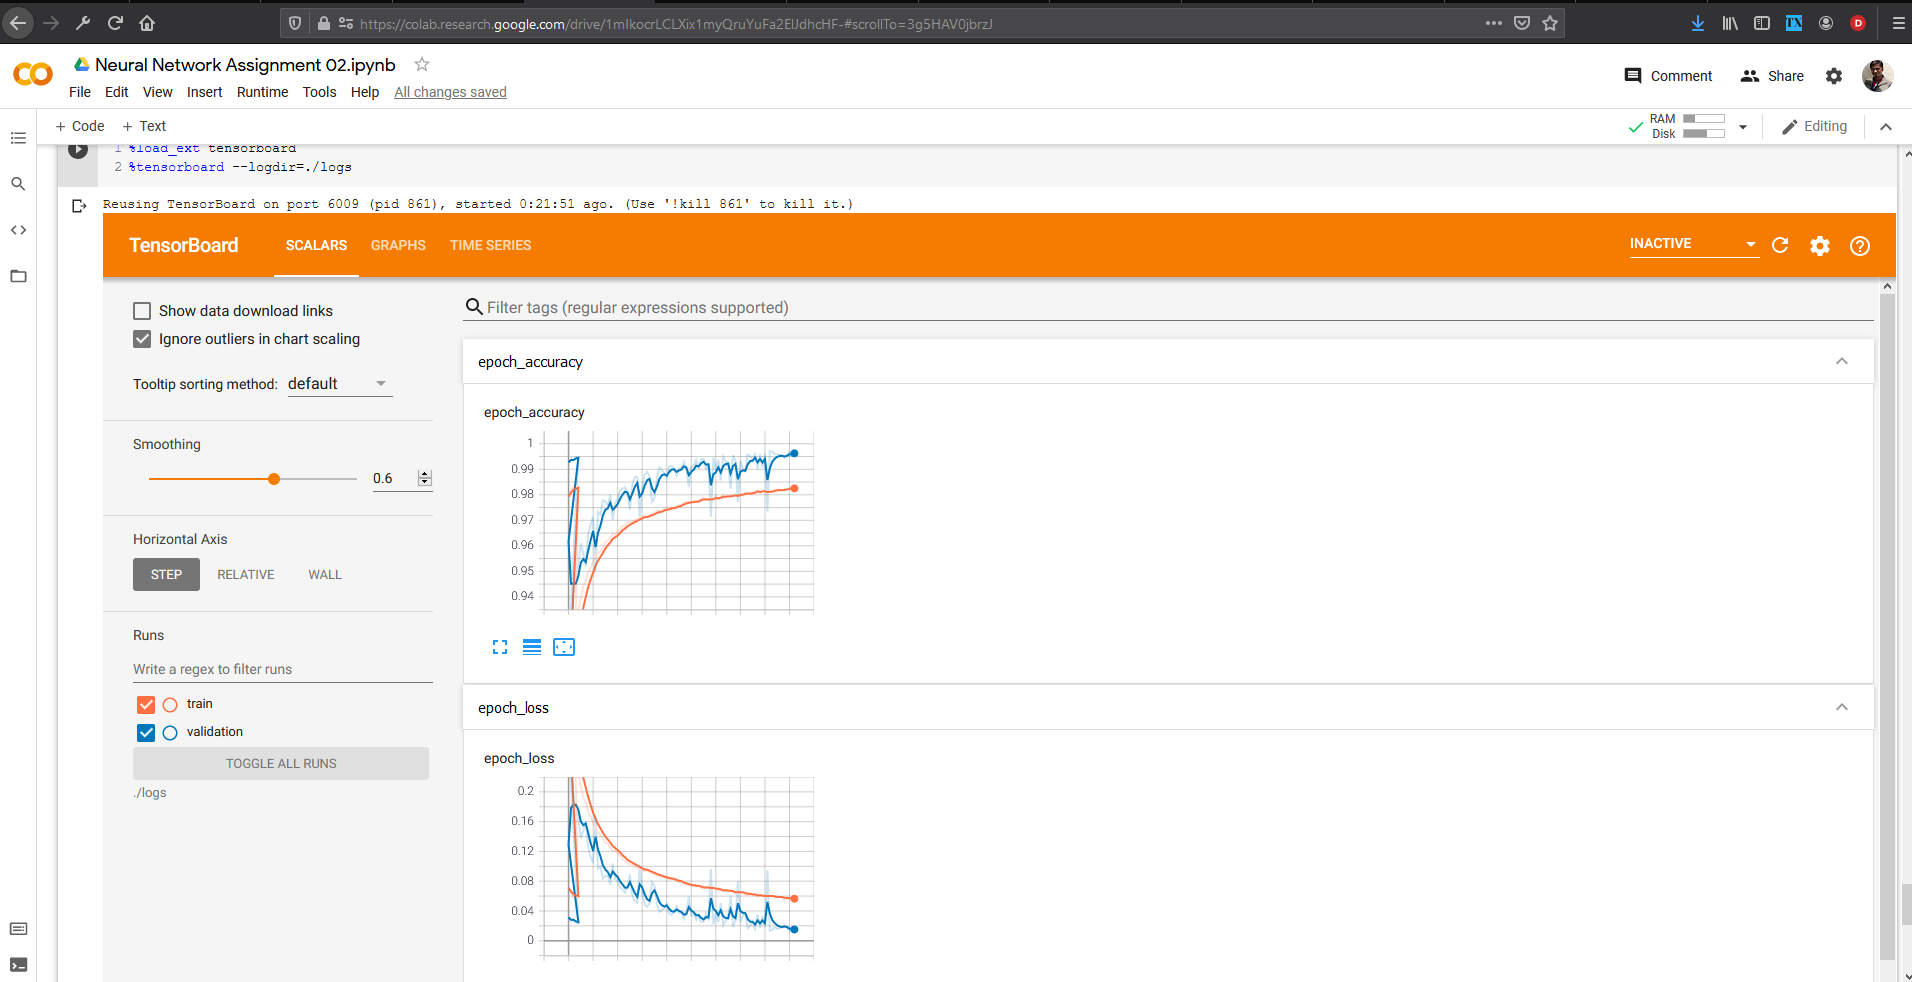 https://colab.research.google.com/drive/1mIkocrLCLXix1myQruYuFa2ElJdhcHF-#scrollTo=3g5HAV0jbrzJ
Neural Network Assignment 02.ipynb
Comment Share
File Edit View Insert Runtime Tools Help All changes saved
+ Code + Text
RAM
Disk
Editing
1 %load_ext tensorboard
2 %tensorboard --logdir=./logs
Reusing TensorBoard on port 6009 (pid 861), started 0:21:51 ago. (Use '!kill 861' to kill it.)
TensorBoard SCALARS GRAPHS TIME SERIES INACTIVE
Show data download links
Ignore outliers in chart scaling
Tooltip sorting method: default
Smoothing
0.6
Horizontal Axis
STEP RELATIVE WALL
Runs
Write a regex to filter runs
train
validation
TOGGLE ALL RUNS
./logs
Filter tags (regular expressions supported)
epoch_accuracy
epoch_accuracy
1
0.99
0.98
0.97
0.96
0.95
0.94
epoch_loss
epoch_loss
0.2
0.16
0.12
0.08
0.04
0